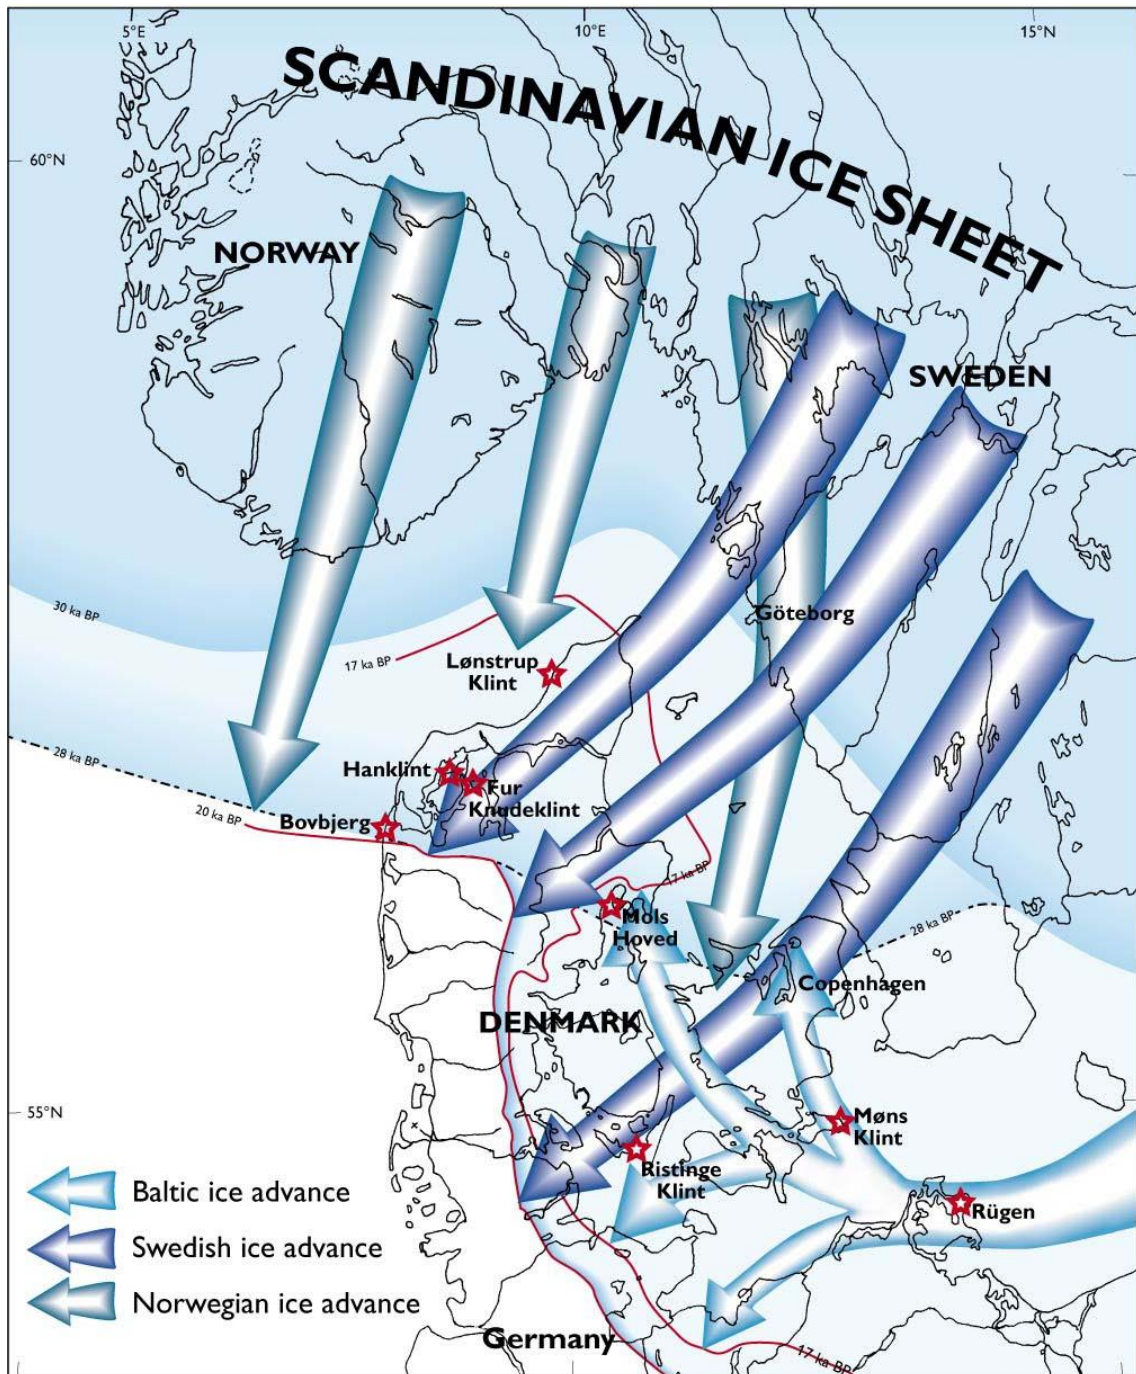 5°E
10°E
15°N
SCANDINAVIAN ICE SHEET
60°N
NORWAY
SWEDEN
30 ka BP
Göteborg
17 ka BP
Lønstrup
Klint
28 ka BP
Hanklint
Fur
Knudeklint
20 ka BP
Bovbjerg
17 ka BP
Mols
Hoved
28 ka BP
Copenhagen
DENMARK
55°N
Møns
Klint
Ristinge
Klint
Rügen
Baltic ice advance
Swedish ice advance
Norwegian ice advance
Germany
17 ka BP